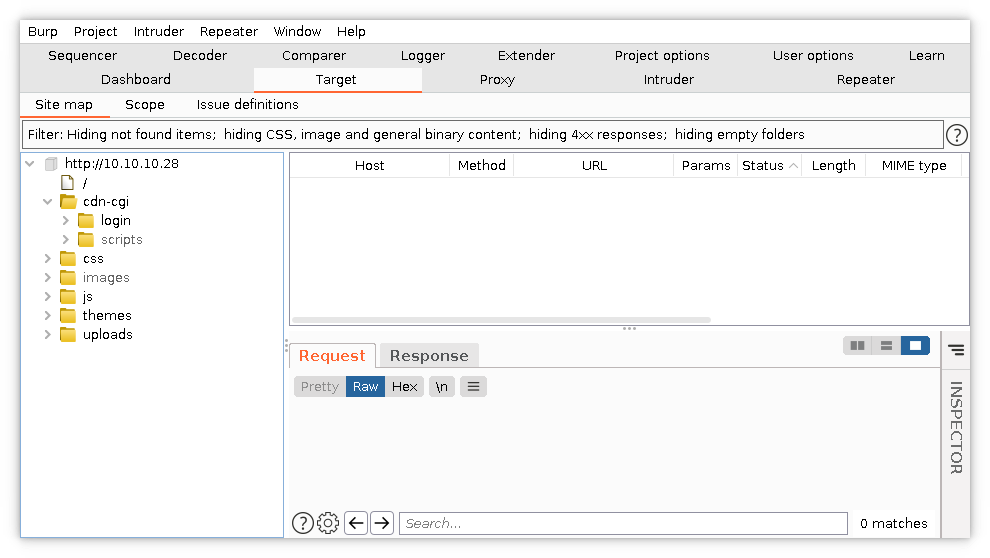 Burp Project Intruder Repeater Window Help
Sequencer Decoder Comparer Logger Extender Project options User options Learn
Dashboard Target Proxy Intruder Repeater
Site map Scope Issue definitions
Filter: Hiding not found items; hiding CSS, image and general binary content; hiding 4xx responses; hiding empty folders ?
http://10.10.10.28
/
cdn-cgi
login
scripts
css
images
js
themes
uploads
Host Method URL Params Status Length MIME type
Request Response
Pretty Raw Hex \n
INSPECTOR
? Search... 0 matches